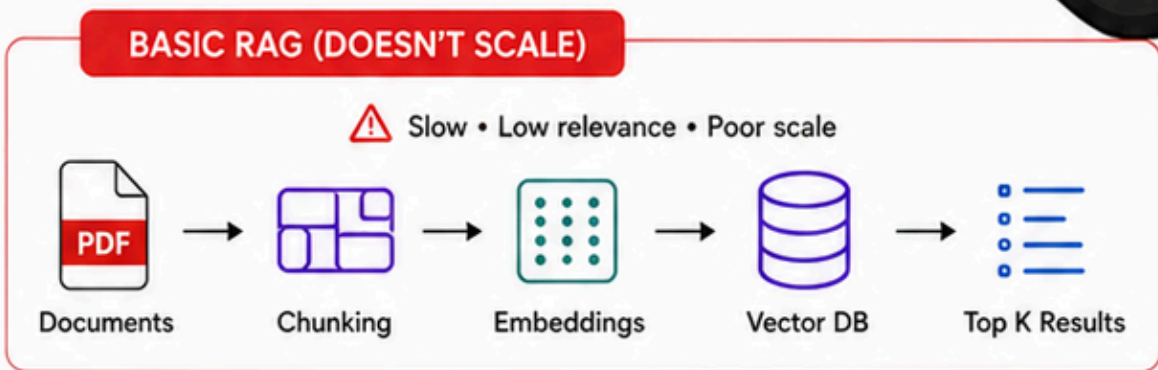 BASIC RAG (DOESN'T SCALE)
Slow • Low relevance • Poor scale
PDF
Documents
Chunking
Embeddings
Vector DB
Top K Results